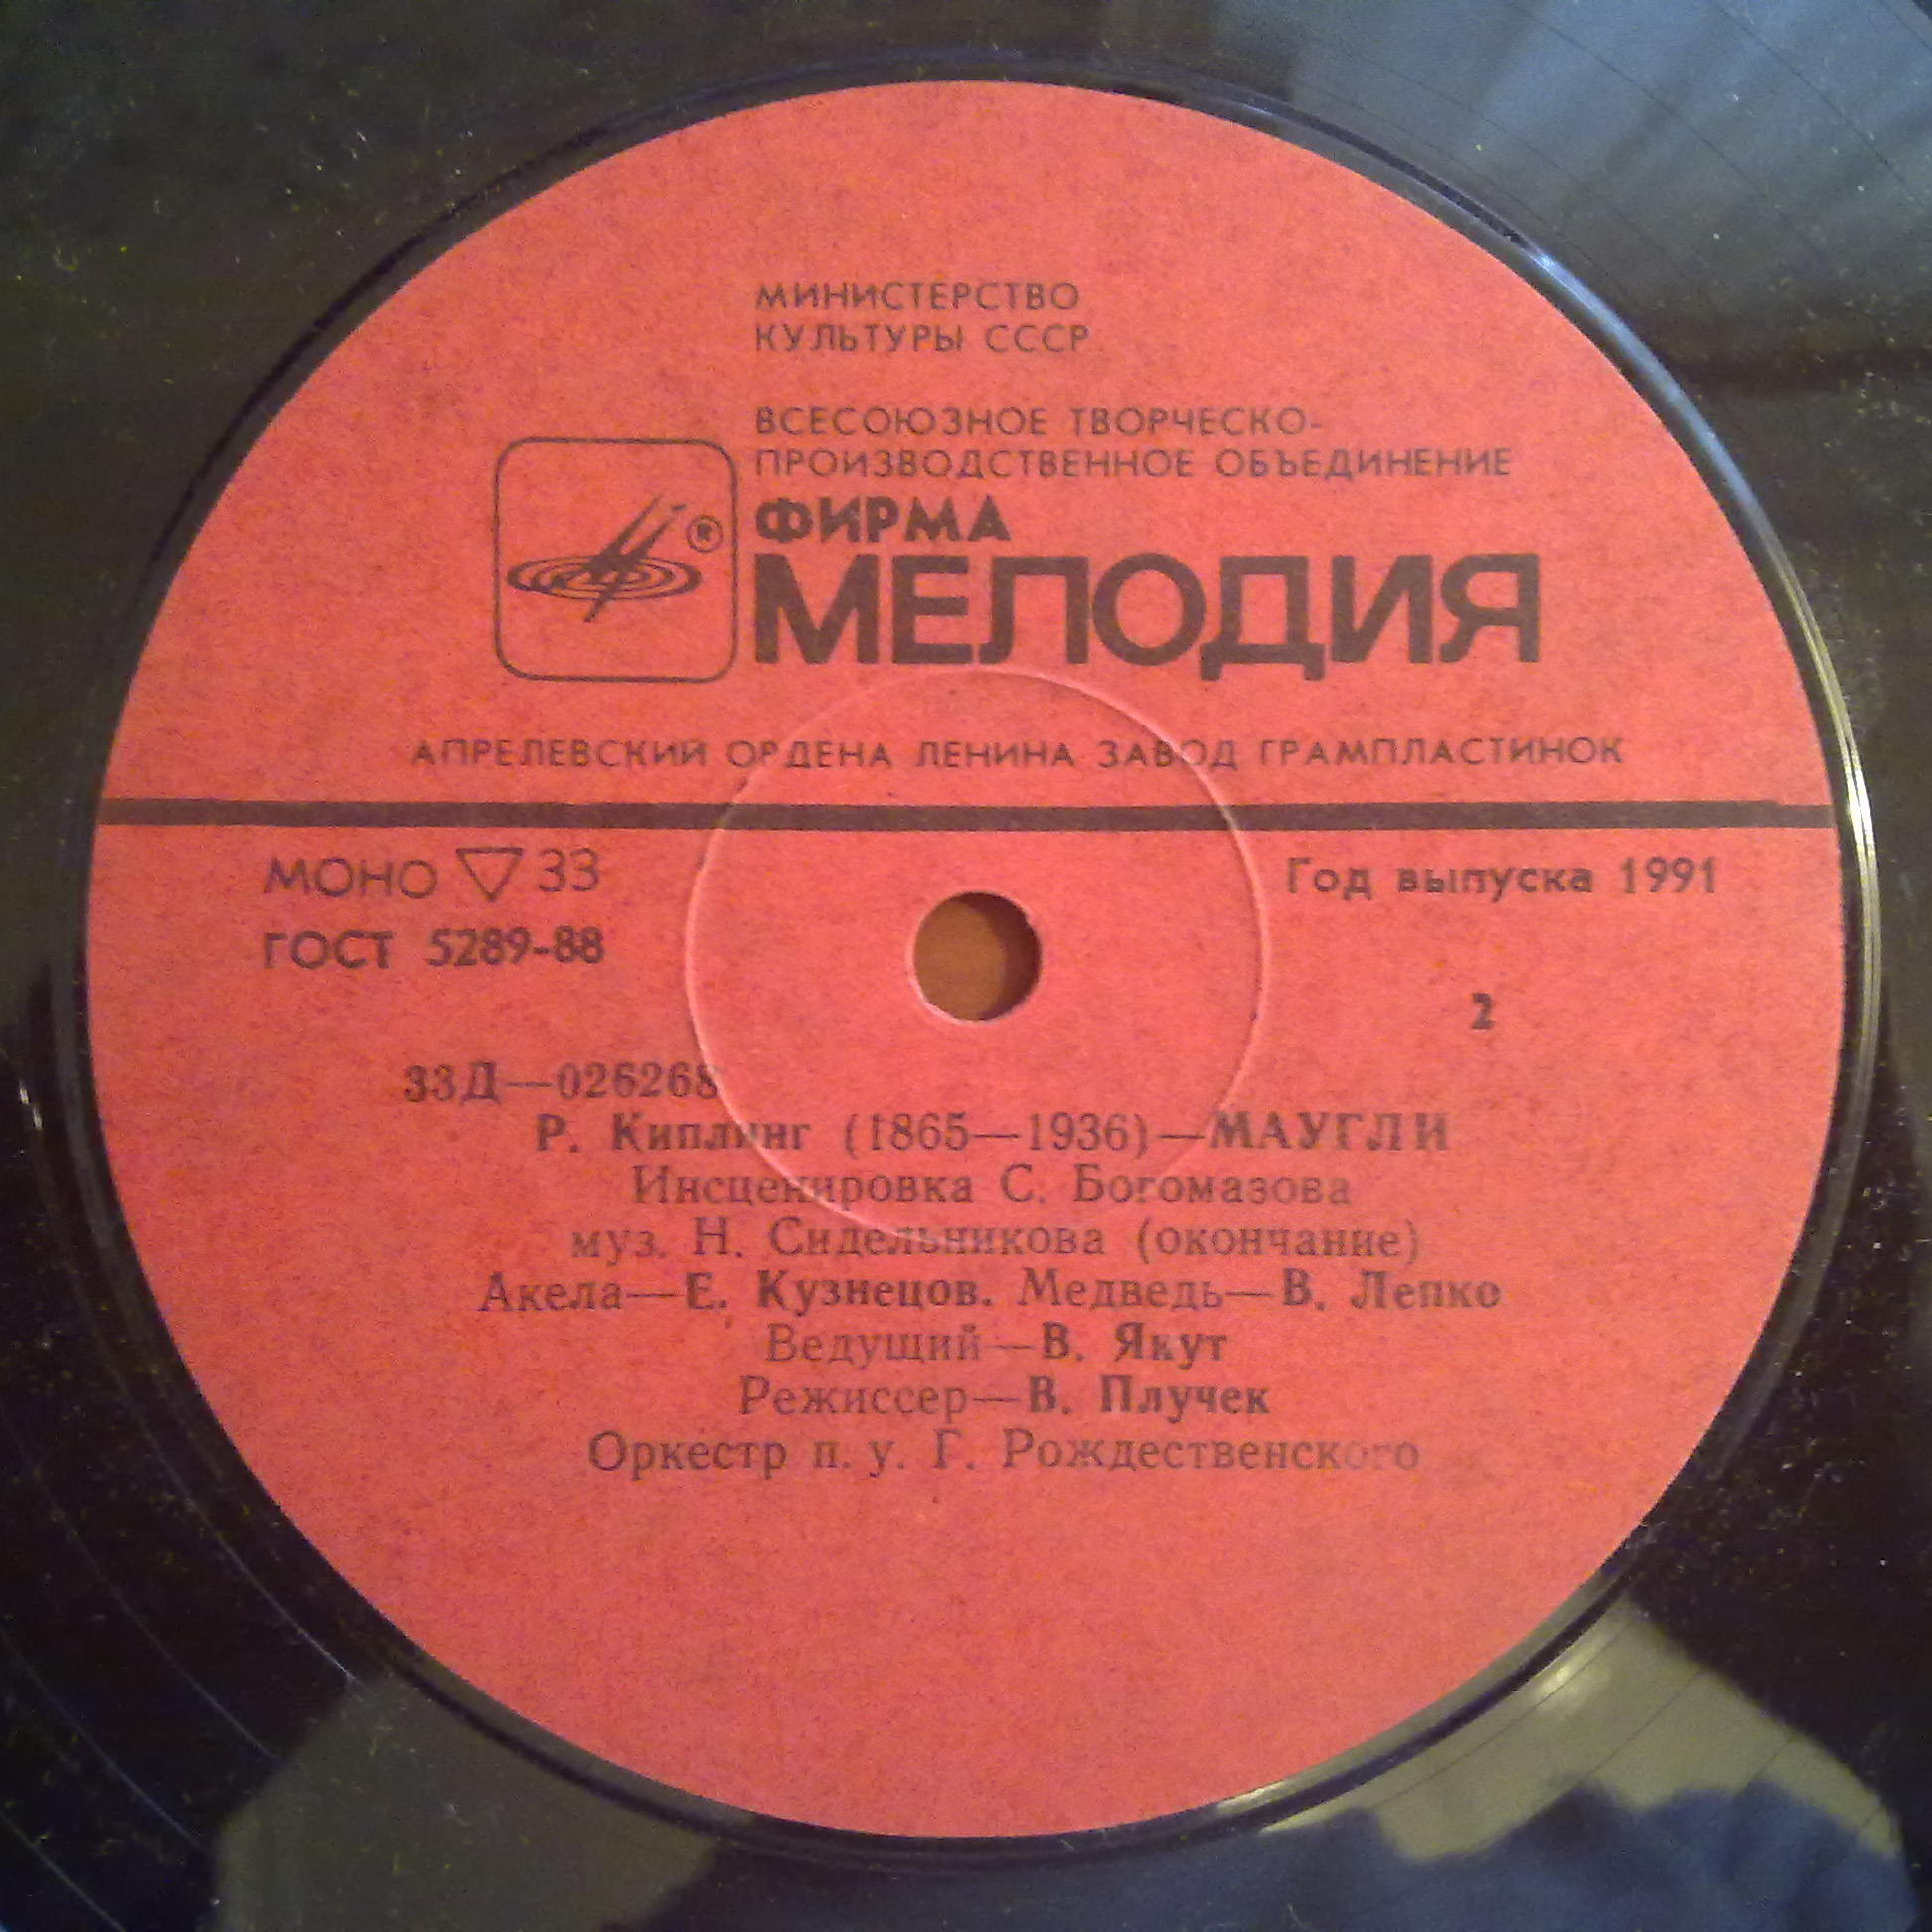 МИНИСТЕРСТВО
КУЛЬТУРЫ СССР
ВСЕСОЮЗНОЕ ТВОРЧЕСКО-
ПРОИЗВОДСТВЕННОЕ ОБЪЕДИНЕНИЕ
®
ФИРМА
МЕЛОДИЯ
АПРЕЛЕВСКИЙ ОРДЕНА ЛЕНИНА ЗАВОД ГРАМПЛАСТИНОК
МОНО ▽ 33
Год выпуска 1991
ГОСТ 5289-88
2
33Д—026268
Р. Киплинг (1865—1936)—МАУГЛИ
Инсценировка С. Богомазова
муз. Н. Сидельникова (окончание)
Акела—Е. Кузнецов. Медведь—В. Лепко
Ведущий—В. Якут
Режиссер—В. Плучек
Оркестр п. у. Г. Рождественского